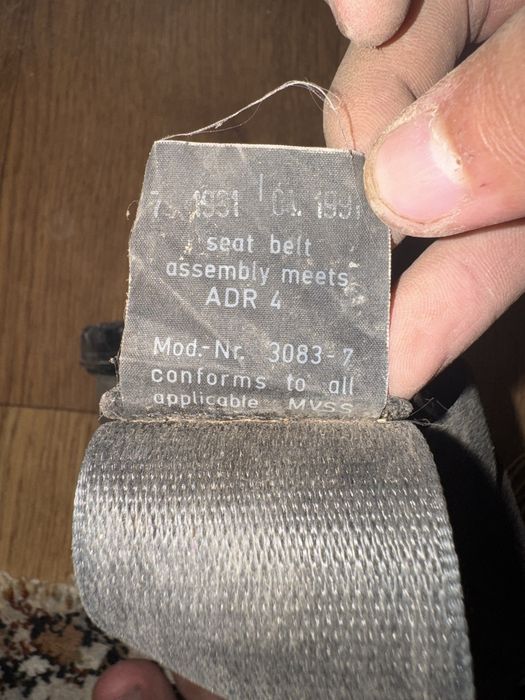 1991 04. 1991
seat belt
assembly meets
ADR 4
Mod.-Nr. 3083-7
conforms to all
applicable MVSS